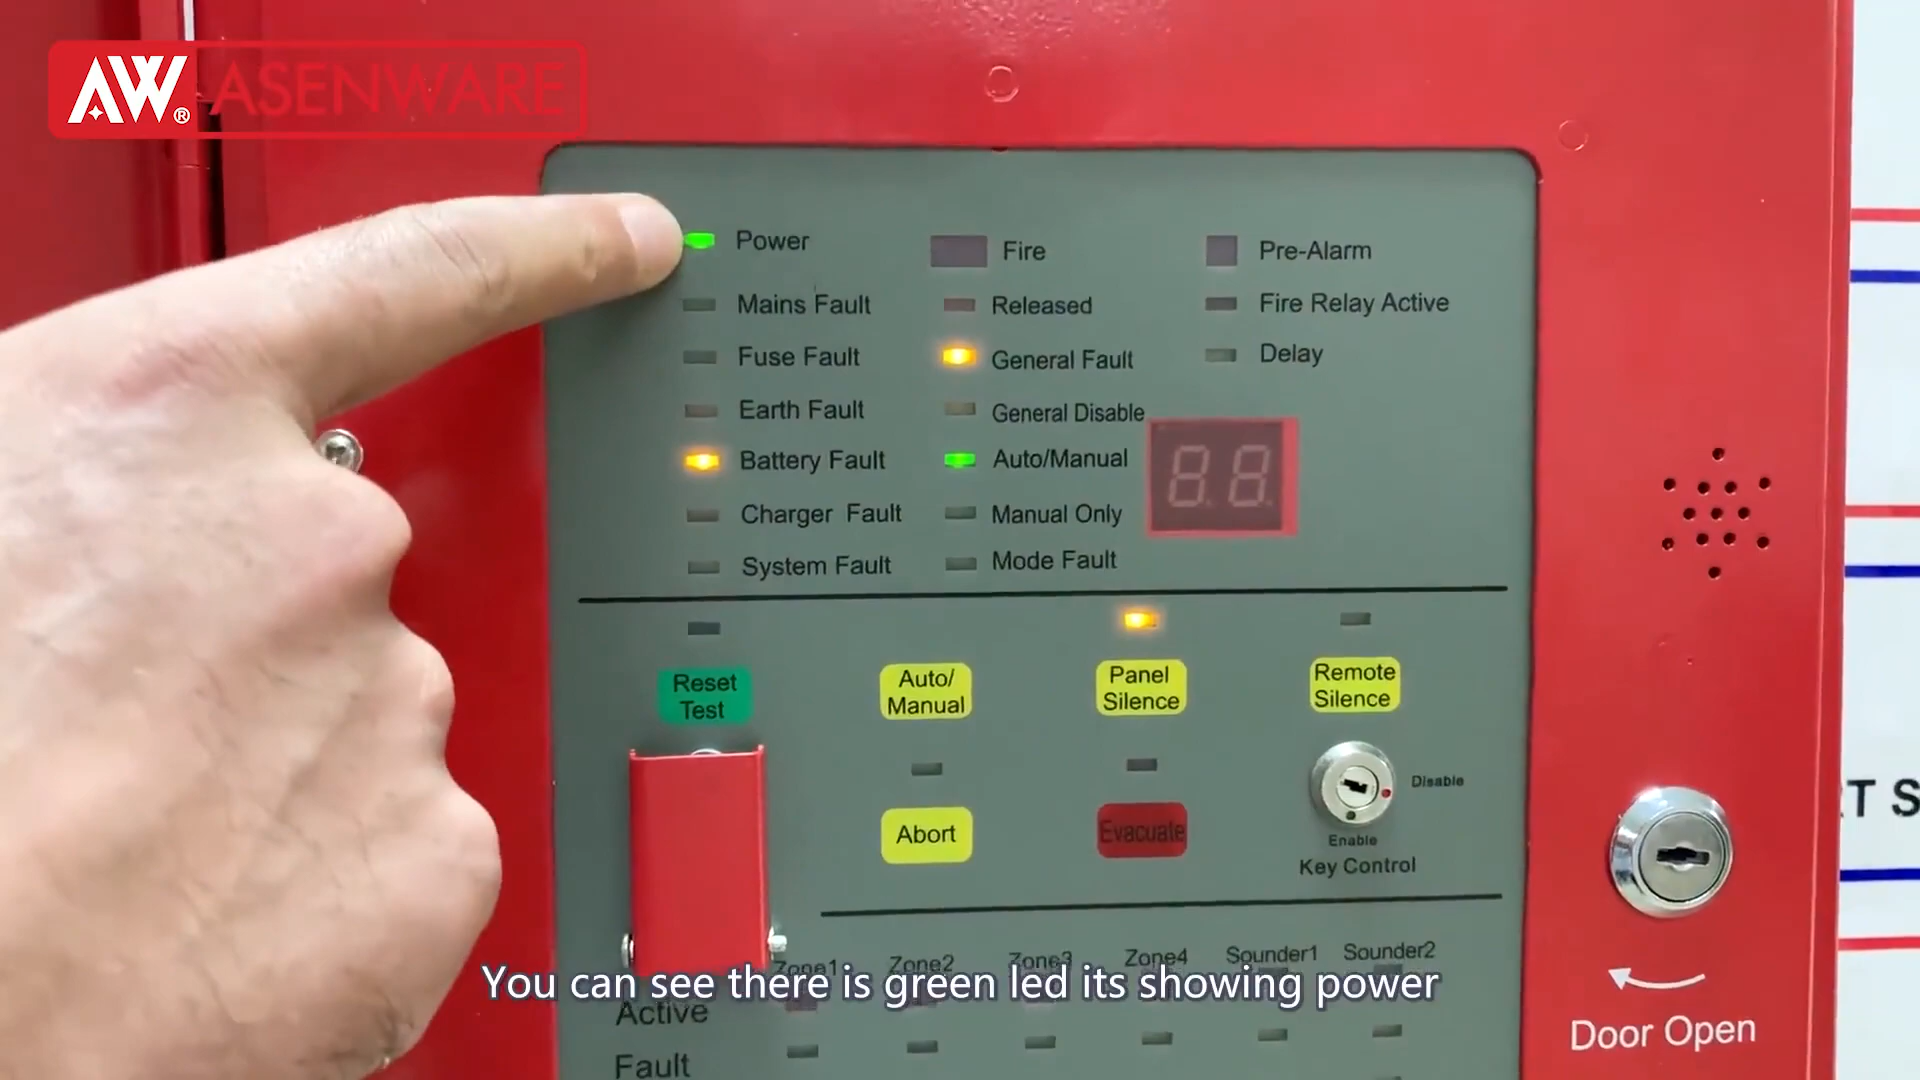 AW® ASENWARE
Power
Mains Fault
Fuse Fault
Earth Fault
Battery Fault
Charger Fault
System Fault
Fire
Released
General Fault
General Disable
Auto/Manual
Manual Only
Mode Fault
Pre-Alarm
Fire Relay Active
Delay
88
Reset
Test
Auto/
Manual
Panel
Silence
Remote
Silence
Abort
Evacuate
Disable
Enable
Key Control
Zone1 Zone2 Zone3 Zone4 Sounder1 Sounder2
Active
Fault
Door Open
You can see there is green led its showing power